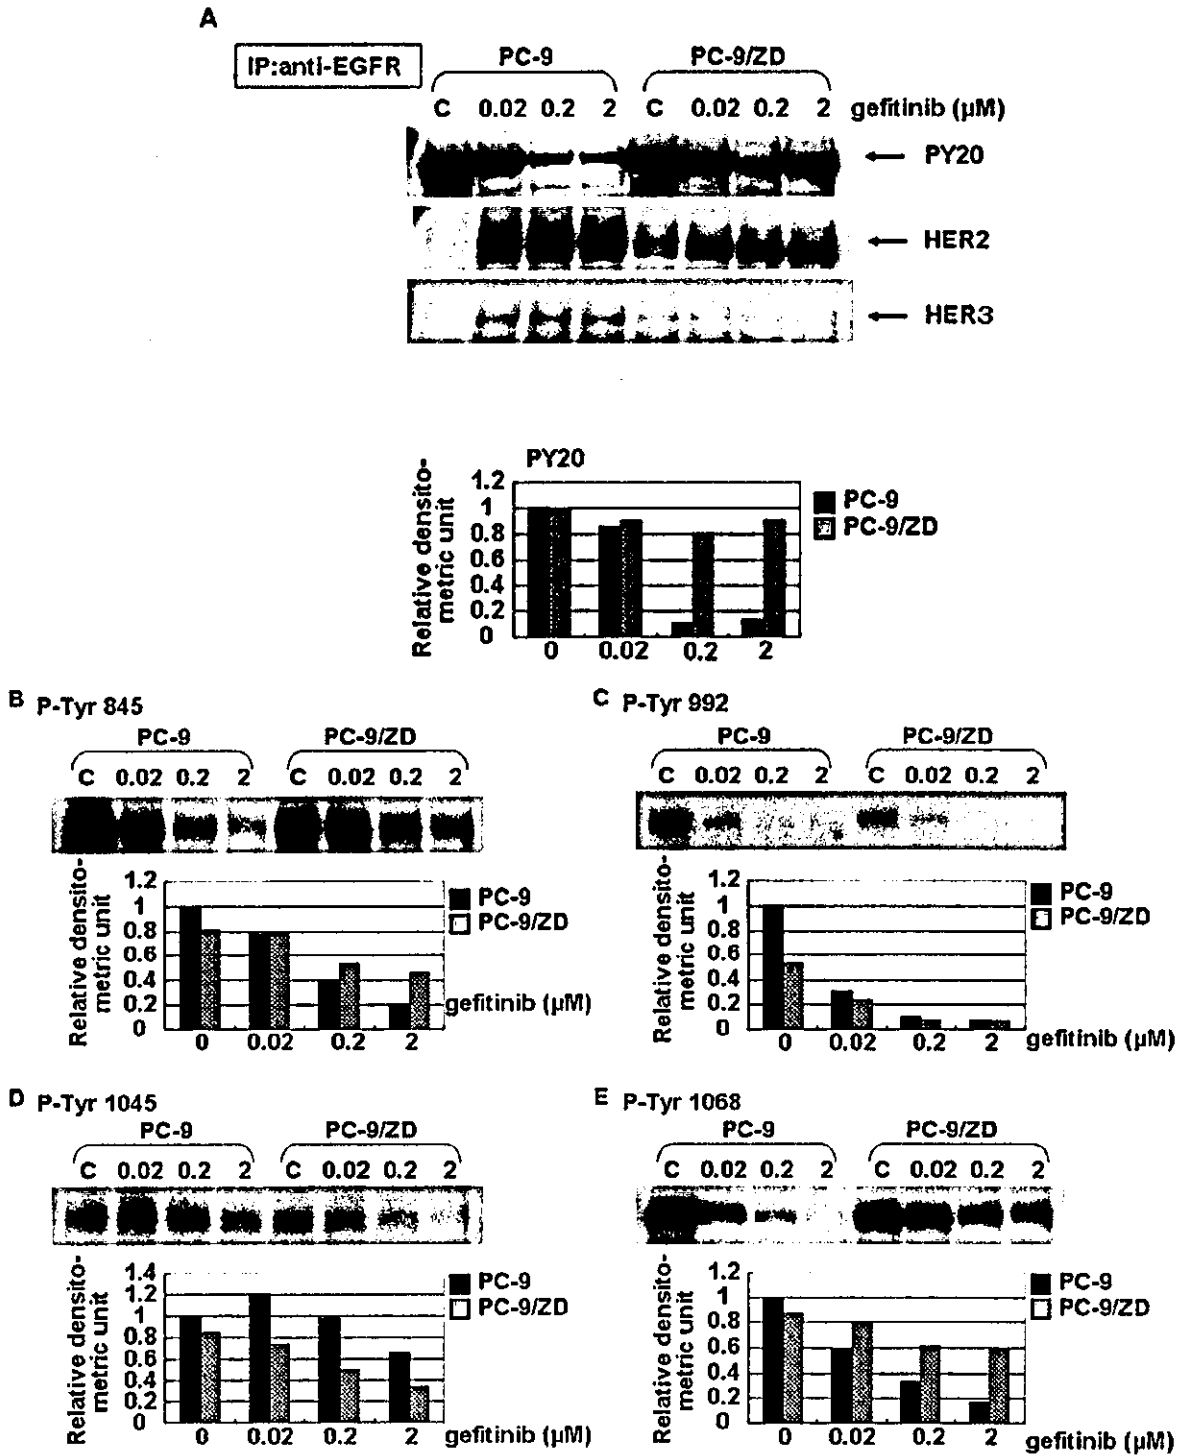 A
IP:anti-EGFR
PC-9 PC-9/ZD
C 0.02 0.2 2 C 0.02 0.2 2 gefitinib (µM)
PY20
HER2
HER3
PY20
Relative densito-
metric unit
1.2
1
0.8
0.6
0.4
0.2
0
PC-9
PC-9/ZD
0 0.02 0.2 2
B P-Tyr 845
PC-9 PC-9/ZD
C 0.02 0.2 2 C 0.02 0.2 2
Relative densito-
metric unit
1.2
1
0.8
0.6
0.4
0.2
0
PC-9
PC-9/ZD
0 0.02 0.2 2 gefitinib (µM)
C P-Tyr 992
PC-9 PC-9/ZD
C 0.02 0.2 2 C 0.02 0.2 2
Relative densito-
metric unit
1.2
1
0.8
0.6
0.4
0.2
0
PC-9
PC-9/ZD
0 0.02 0.2 2 gefitinib (µM)
D P-Tyr 1045
PC-9 PC-9/ZD
C 0.02 0.2 2 C 0.02 0.2 2
Relative densito-
metric unit
1.4
1.2
1
0.8
0.6
0.4
0.2
0
PC-9
PC-9/ZD
0 0.02 0.2 2 gefitinib (µM)
E P-Tyr 1068
PC-9 PC-9/ZD
C 0.02 0.2 2 C 0.02 0.2 2
Relative densito-
metric unit
1.2
1
0.8
0.6
0.4
0.2
0
PC-9
PC-9/ZD
0 0.02 0.2 2 gefitinib (µM)